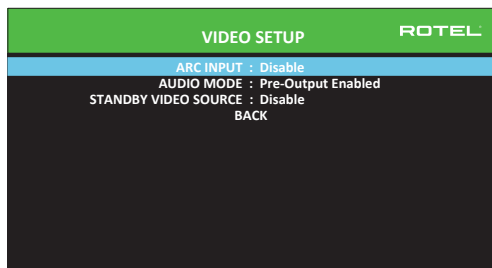 VIDEO SETUP
ROTEL
ARC INPUT : Disable
AUDIO MODE : Pre-Output Enabled
STANDBY VIDEO SOURCE : Disable
BACK